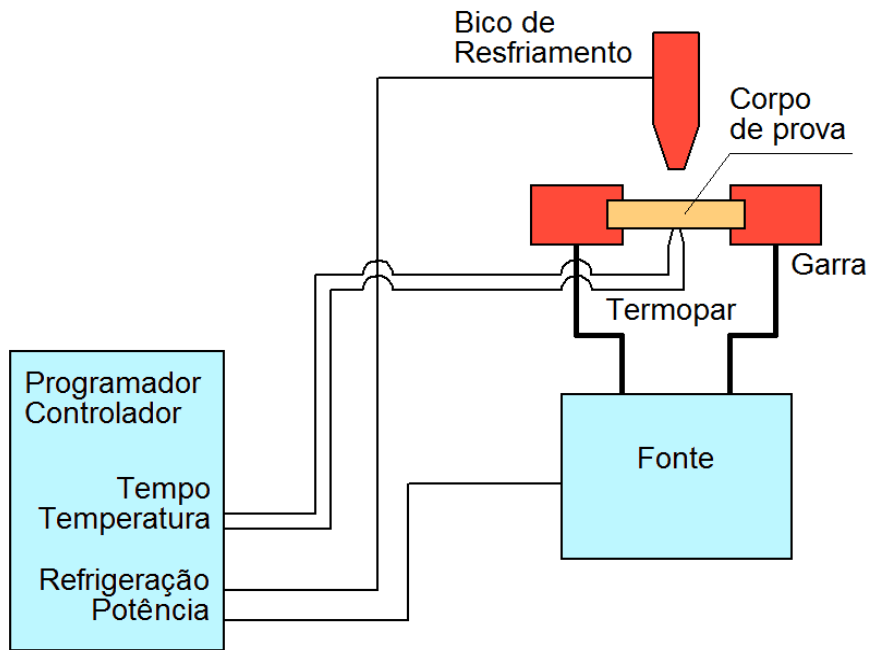 Bico de
Resfriamento
Corpo
de prova
Garra
Termopar
Programador
Controlador
Fonte
Tempo
Temperatura
Refrigeração
Potência